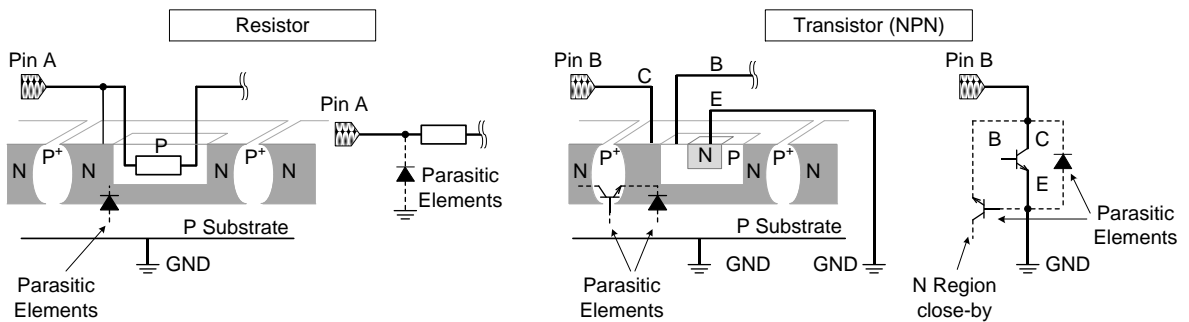 Resistor
Transistor (NPN)
Pin A
Pin B
C
B
E
Pin B
Pin A
P
N
P+
N
P+
N
Parasitic
Elements
N
P+
N
P
P+
N
N
B
C
E
P Substrate
GND
Parasitic
Elements
P Substrate
GND
GND
Parasitic
Elements
N Region
close-by
Parasitic
Elements